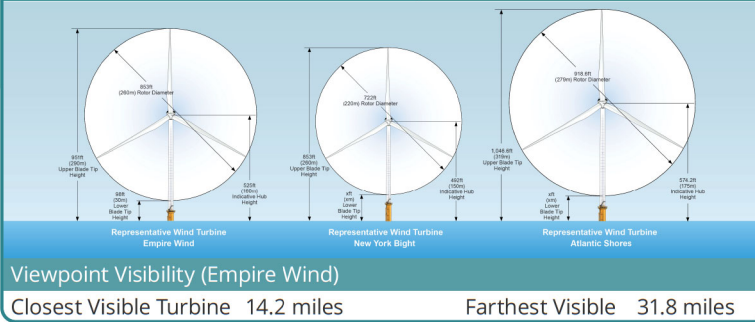 853ft
(260m) Rotor Diameter
951ft
(290m)
Upper Blade Tip
Height
98ft
(30m)
Lower
Blade Tip
Height
525ft
(160m)
Indicative Hub
Height
Representative Wind Turbine
Empire Wind
722ft
(220m) Rotor Diameter
853ft
(260m)
Upper Blade Tip
Height
xft
(xm)
Lower
Blade Tip
Height
492ft
(150m)
Indicative Hub
Height
Representative Wind Turbine
New York Bight
918.6ft
(279m) Rotor Diameter
1,046.6ft
(319m)
Upper Blade Tip
Height
xft
(xm)
Lower
Blade Tip
Height
574.2ft
(175m)
Indicative Hub
Height
Representative Wind Turbine
Atlantic Shores
Viewpoint Visibility (Empire Wind)
Closest Visible Turbine 14.2 miles Farthest Visible 31.8 miles